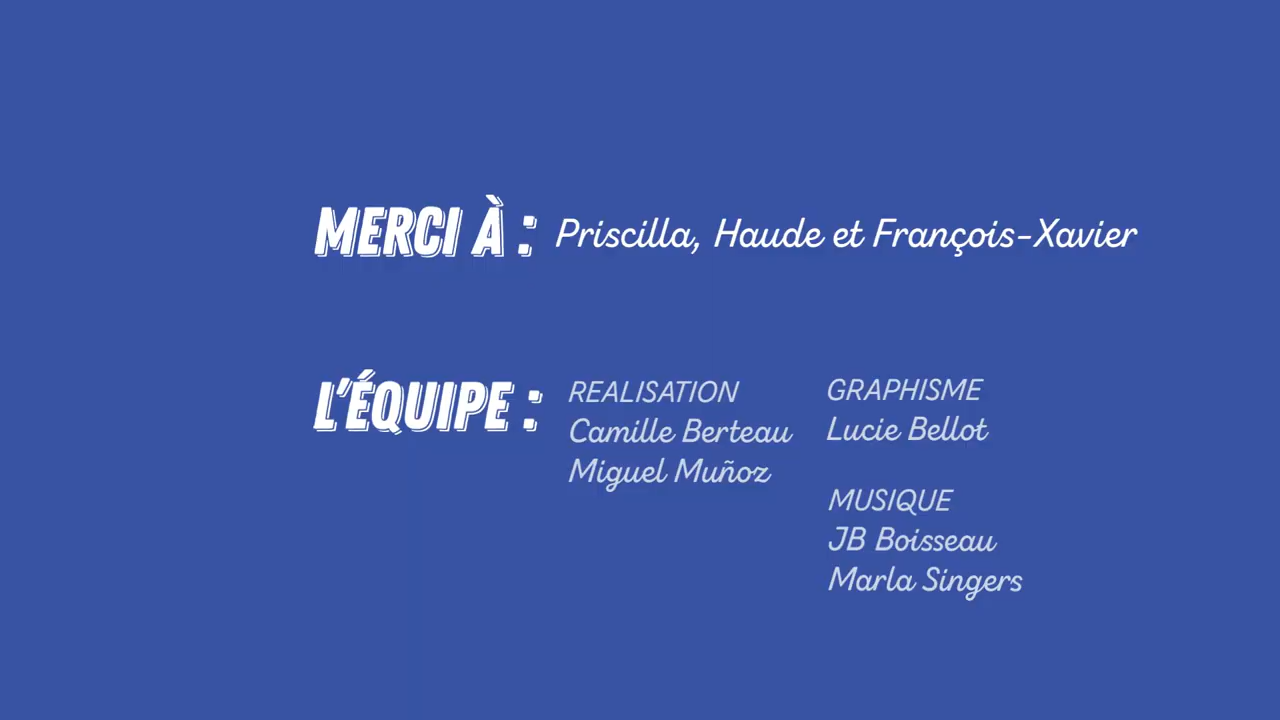 MERCI À : Priscilla, Haude et François-Xavier
L'ÉQUIPE :
REALISATION
Camille Berteau
Miguel Muñoz
GRAPHISME
Lucie Bellot
MUSIQUE
JB Boisseau
Marla Singers